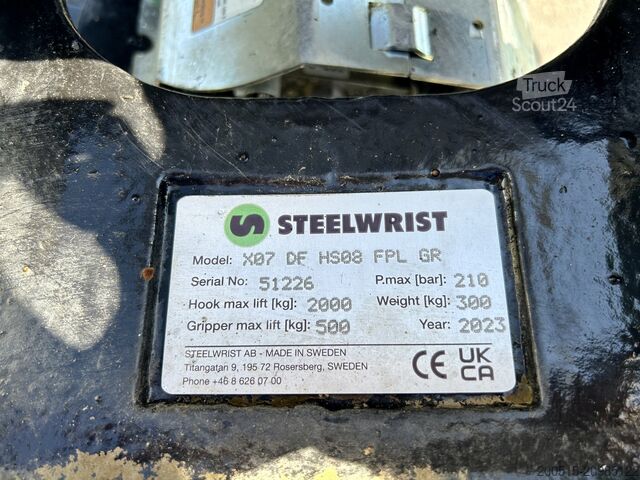 Truck
Scout24
STEELWRIST
Model: X07 DF HS08 FPL GR
Serial No: 51226 P.max [bar]: 210
Hook max lift [kg]: 2000 Weight [kg]: 300
Gripper max lift [kg]: 500 Year: 2023
STEELWRIST AB - MADE IN SWEDEN
Titangatan 9, 195 72 Rosersberg, SWEDEN
Phone +46 8 626 07 00
CE UK
CA